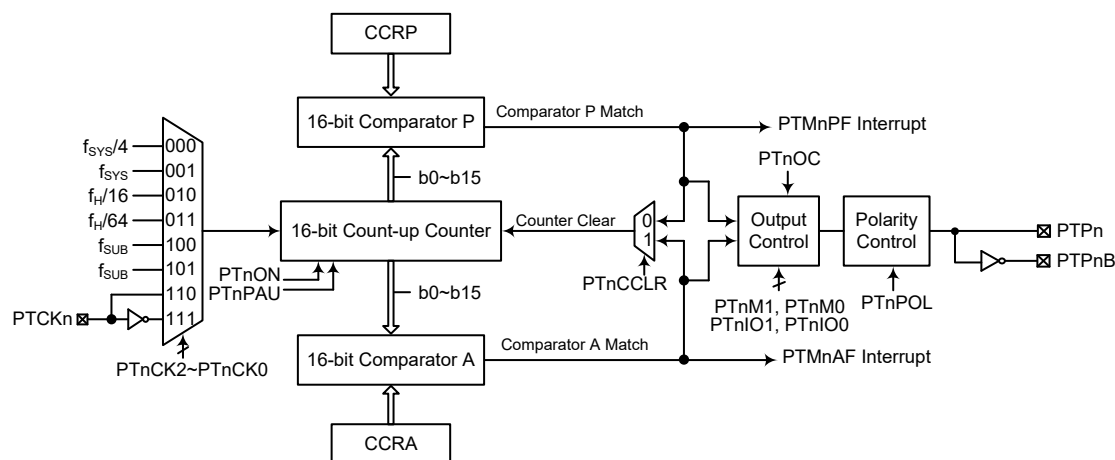 CCRP
16-bit Comparator P
Comparator P Match
PTMnPF Interrupt
b0~b15
PTnOC
fSYS/4
000
fSYS
001
fH/16
010
fH/64
011
fSUB
100
fSUB
101
110
PTCKn
111
PTnCK2~PTnCK0
16-bit Count-up Counter
Counter Clear
0
1
PTnCCLR
Output
Control
Polarity
Control
PTPn
PTPnB
PTnON
PTnPAU
b0~b15
PTnM1, PTnM0
PTnIO1, PTnIO0
PTnPOL
16-bit Comparator A
Comparator A Match
PTMnAF Interrupt
CCRA